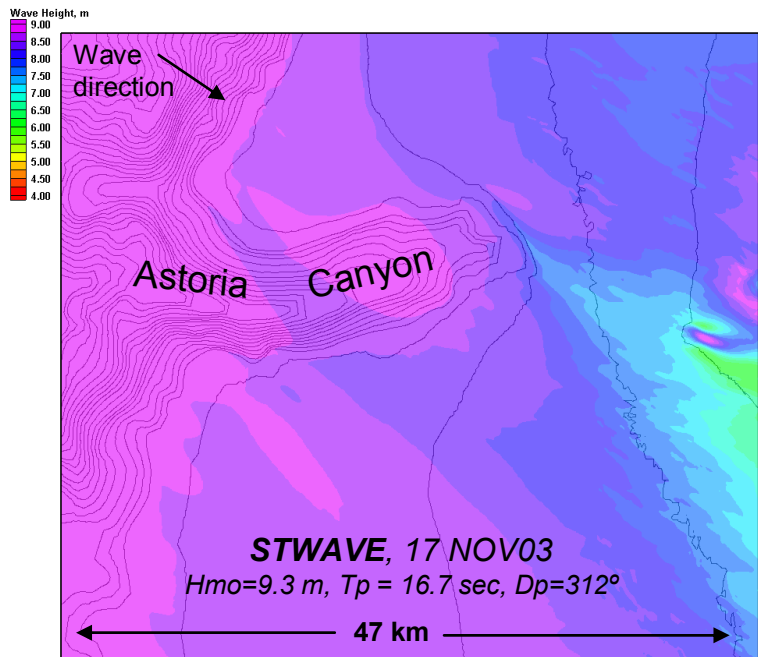 Wave Height, m
9.00
8.50
8.00
7.50
7.00
6.50
6.00
5.50
5.00
4.50
4.00
Wave
direction
Astoria Canyon
STWAVE, 17 NOV03
Hmo=9.3 m, Tp = 16.7 sec, Dp=312º
47 km